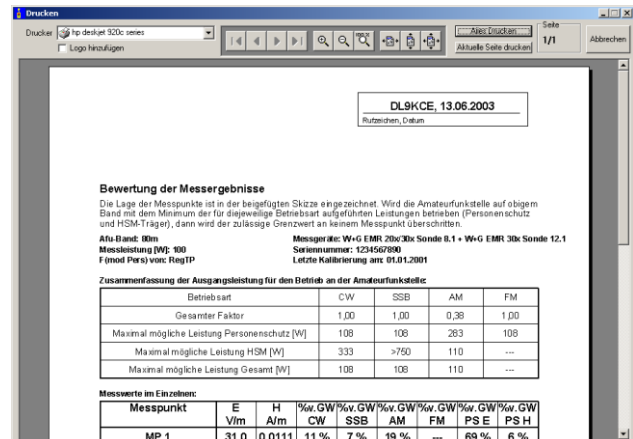 Drucken
Drucker hp deskjet 920c series
Logo hinzufügen
Alles Drucken
Aktuelle Seite drucken
Seite
1/1
Abbrechen
DL9KCE, 13.06.2003
Rufzeichen, Datum
Bewertung der Messergebnisse
Die Lage der Messpunkte ist in der beigefügten Skizze eingezeichnet. Wird die Amateurfunkstelle auf obigem
Band mit dem Minimum der für diejeweilige Betriebsart aufgeführten Leistungen betrieben (Personenschutz
und HSM-Träger), dann wird der zulässige Grenzwert an keinem Messpunkt überschritten.
Afu-Band: 80m Messgeräte: W+G EMR 20x/30x Sonde 8.1 + W+G EMR 30x Sonde 12.1
Messleistung [W]: 100 Seriennummer: 1234567890
F(mod Pers) von: RegTP Letzte Kalibrierung am: 01.01.2001
Zusammenfassung der Ausgangsleistung für den Betrieb an der Amateurfunkstelle:
Betriebsart CW SSB AM FM
Gesamter Faktor 1,00 1,00 0,38 1,00
Maximal mögliche Leistung Personenschutz [W] 108 108 283 108
Maximal mögliche Leistung HSM [W] 333 >750 110 ---
Maximal mögliche Leistung Gesamt [W] 108 108 110 ---
Messwerte im Einzelnen:
Messpunkt E H %v.GW %v.GW %v.GW %v.GW %v.GW %v.GW
V/m A/m CW SSB AM FM PS E PS H
MP 1 31,0 0,0111 11 % 7 % 19 % --- 69 % 6 %